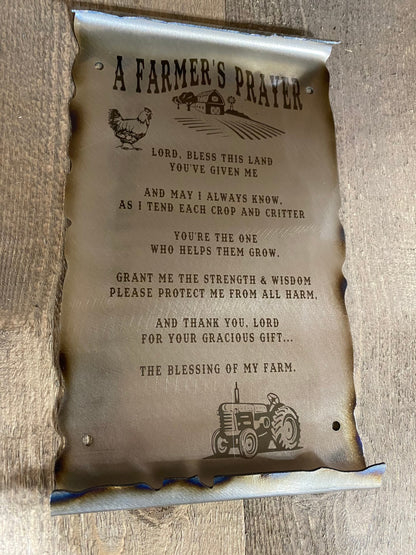 A FARMER'S PRAYER
LORD, BLESS THIS LAND
YOU'VE GIVEN ME
AND MAY I ALWAYS KNOW,
AS I TEND EACH CROP AND CRITTER
YOU'RE THE ONE
WHO HELPS THEM GROW.
GRANT ME THE STRENGTH & WISDOM
PLEASE PROTECT ME FROM ALL HARM.
AND THANK YOU, LORD
FOR YOUR GRACIOUS GIFT...
THE BLESSING OF MY FARM.